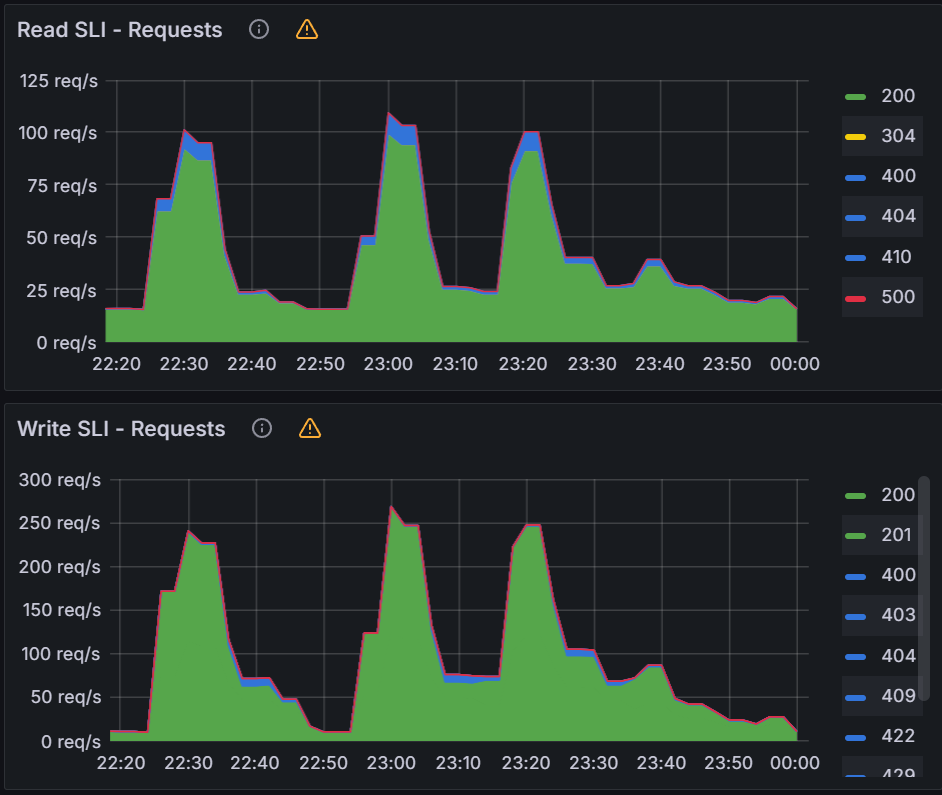 Read SLI - Requests
125 req/s
100 req/s
75 req/s
50 req/s
25 req/s
0 req/s
22:20 22:30 22:40 22:50 23:00 23:10 23:20 23:30 23:40 23:50 00:00
200
304
400
404
410
500
Write SLI - Requests
300 req/s
250 req/s
200 req/s
150 req/s
100 req/s
50 req/s
0 req/s
22:20 22:30 22:40 22:50 23:00 23:10 23:20 23:30 23:40 23:50 00:00
200
201
400
403
404
409
422
429